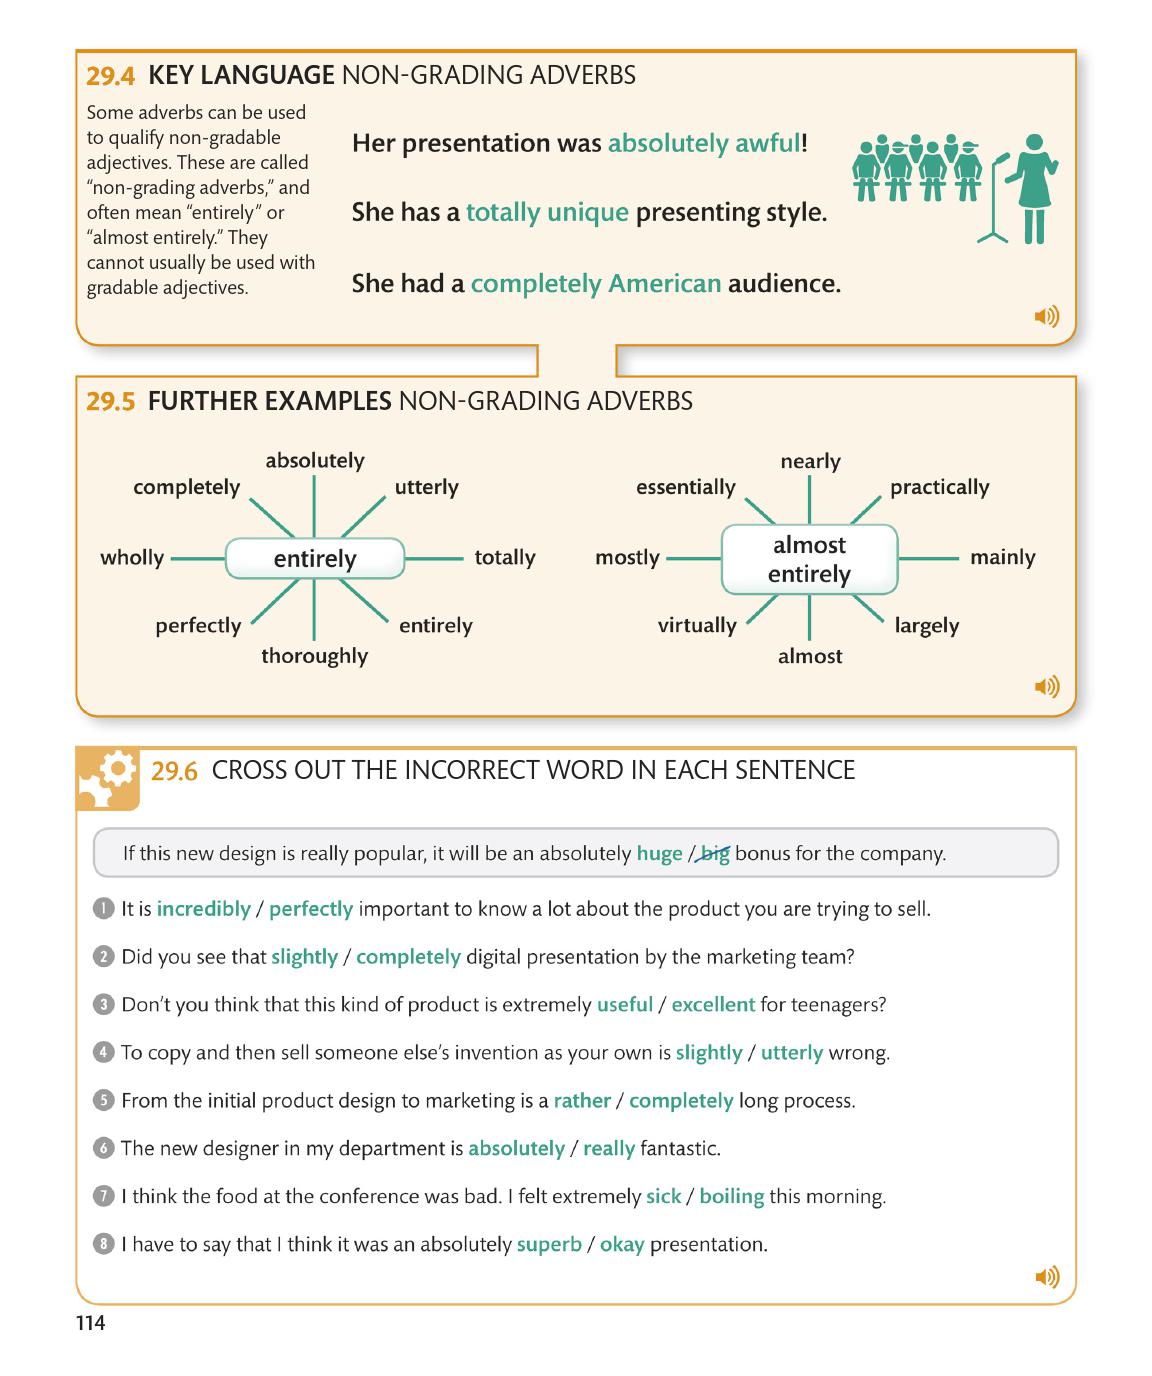 29.4 KEY LANGUAGE NON-GRADING ADVERBS
Some adverbs can be used
to qualify non-gradable
adjectives. These are called
“non-grading adverbs,” and
often mean “entirely” or
“almost entirely.” They
cannot usually be used with
gradable adjectives.
Her presentation was absolutely awful!
She has a totally unique presenting style.
She had a completely American audience.
29.5 FURTHER EXAMPLES NON-GRADING ADVERBS
absolutely
completely
utterly
wholly
entirely
totally
perfectly
entirely
thoroughly
nearly
essentially
practically
mostly
almost
entirely
mainly
virtually
largely
almost
29.6 CROSS OUT THE INCORRECT WORD IN EACH SENTENCE
If this new design is really popular, it will be an absolutely huge / big bonus for the company.
1 It is incredibly / perfectly important to know a lot about the product you are trying to sell.
2 Did you see that slightly / completely digital presentation by the marketing team?
3 Don’t you think that this kind of product is extremely useful / excellent for teenagers?
4 To copy and then sell someone else’s invention as your own is slightly / utterly wrong.
5 From the initial product design to marketing is a rather / completely long process.
6 The new designer in my department is absolutely / really fantastic.
7 I think the food at the conference was bad. I felt extremely sick / boiling this morning.
8 I have to say that I think it was an absolutely superb / okay presentation.
114